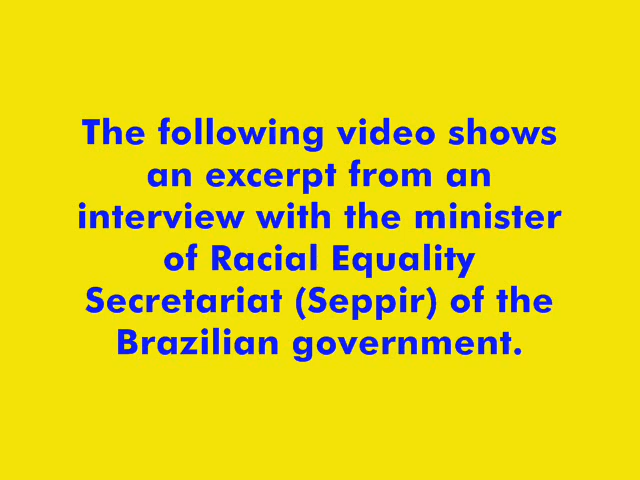 The following video shows
an excerpt from an
interview with the minister
of Racial Equality
Secretariat (Seppir) of the
Brazilian government.